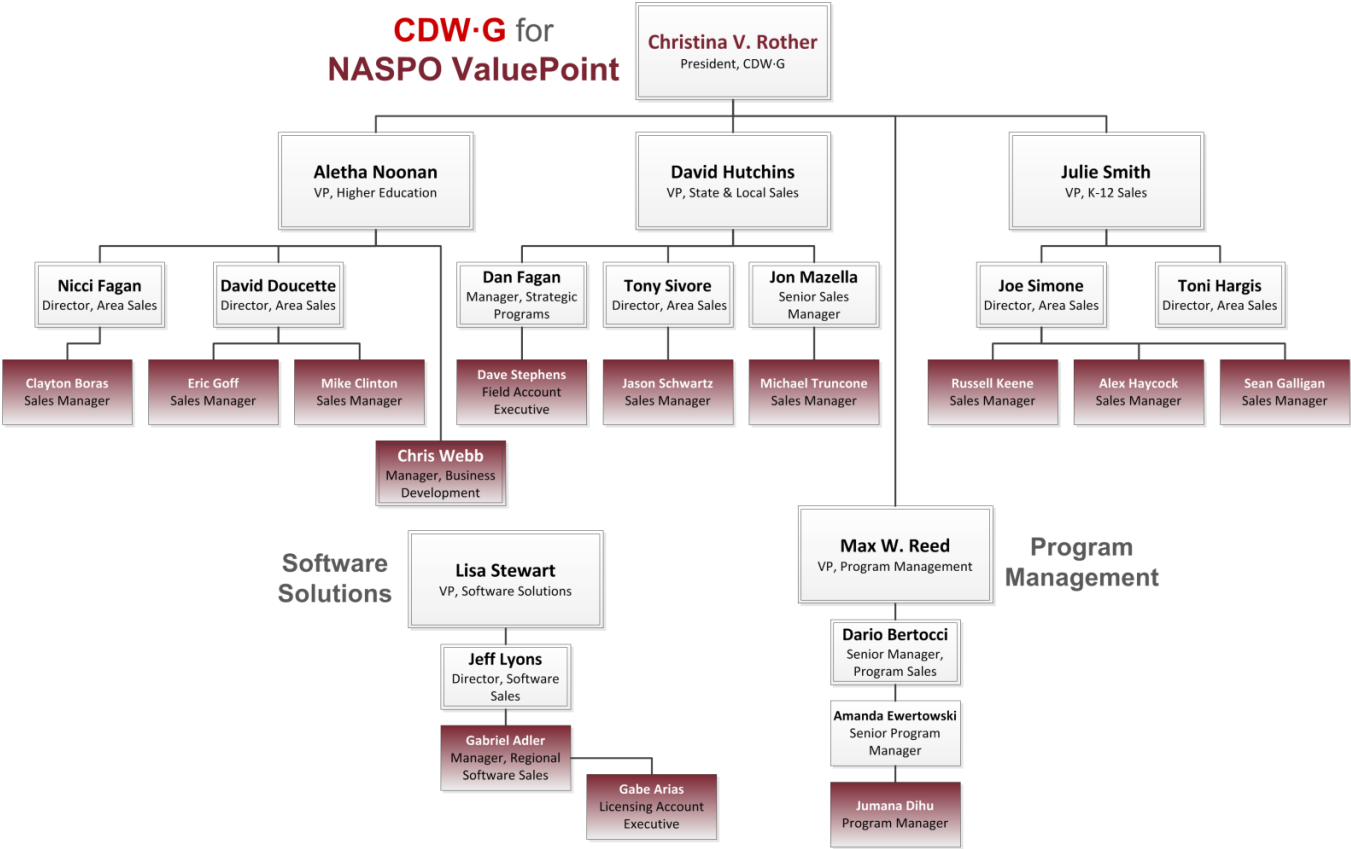 CDW·G for
NASPO ValuePoint
Christina V. Rother
President, CDW·G
Aletha Noonan
VP, Higher Education
David Hutchins
VP, State & Local Sales
Julie Smith
VP, K-12 Sales
Nicci Fagan
Director, Area Sales
David Doucette
Director, Area Sales
Dan Fagan
Manager, Strategic
Programs
Tony Sivore
Director, Area Sales
Jon Mazella
Senior Sales
Manager
Joe Simone
Director, Area Sales
Toni Hargis
Director, Area Sales
Clayton Boras
Sales Manager
Eric Goff
Sales Manager
Mike Clinton
Sales Manager
Dave Stephens
Field Account
Executive
Jason Schwartz
Sales Manager
Michael Truncone
Sales Manager
Russell Keene
Sales Manager
Alex Haycock
Sales Manager
Sean Galligan
Sales Manager
Chris Webb
Manager, Business
Development
Software
Solutions
Lisa Stewart
VP, Software Solutions
Max W. Reed
VP, Program Management
Program
Management
Jeff Lyons
Director, Software
Sales
Dario Bertocci
Senior Manager,
Program Sales
Gabriel Adler
Manager, Regional
Software Sales
Amanda Ewertowski
Senior Program
Manager
Gabe Arias
Licensing Account
Executive
Jumana Dihu
Program Manager